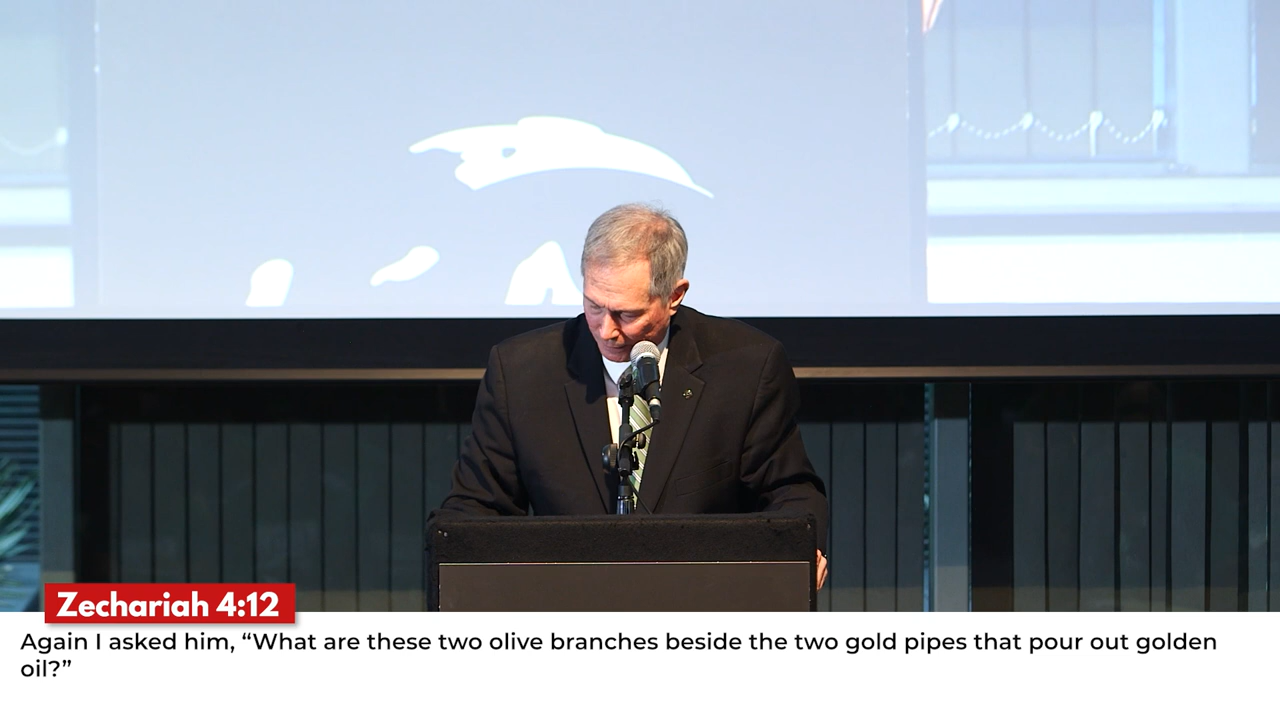 Zechariah 4:12
Again I asked him, “What are these two olive branches beside the two gold pipes that pour out golden
oil?”